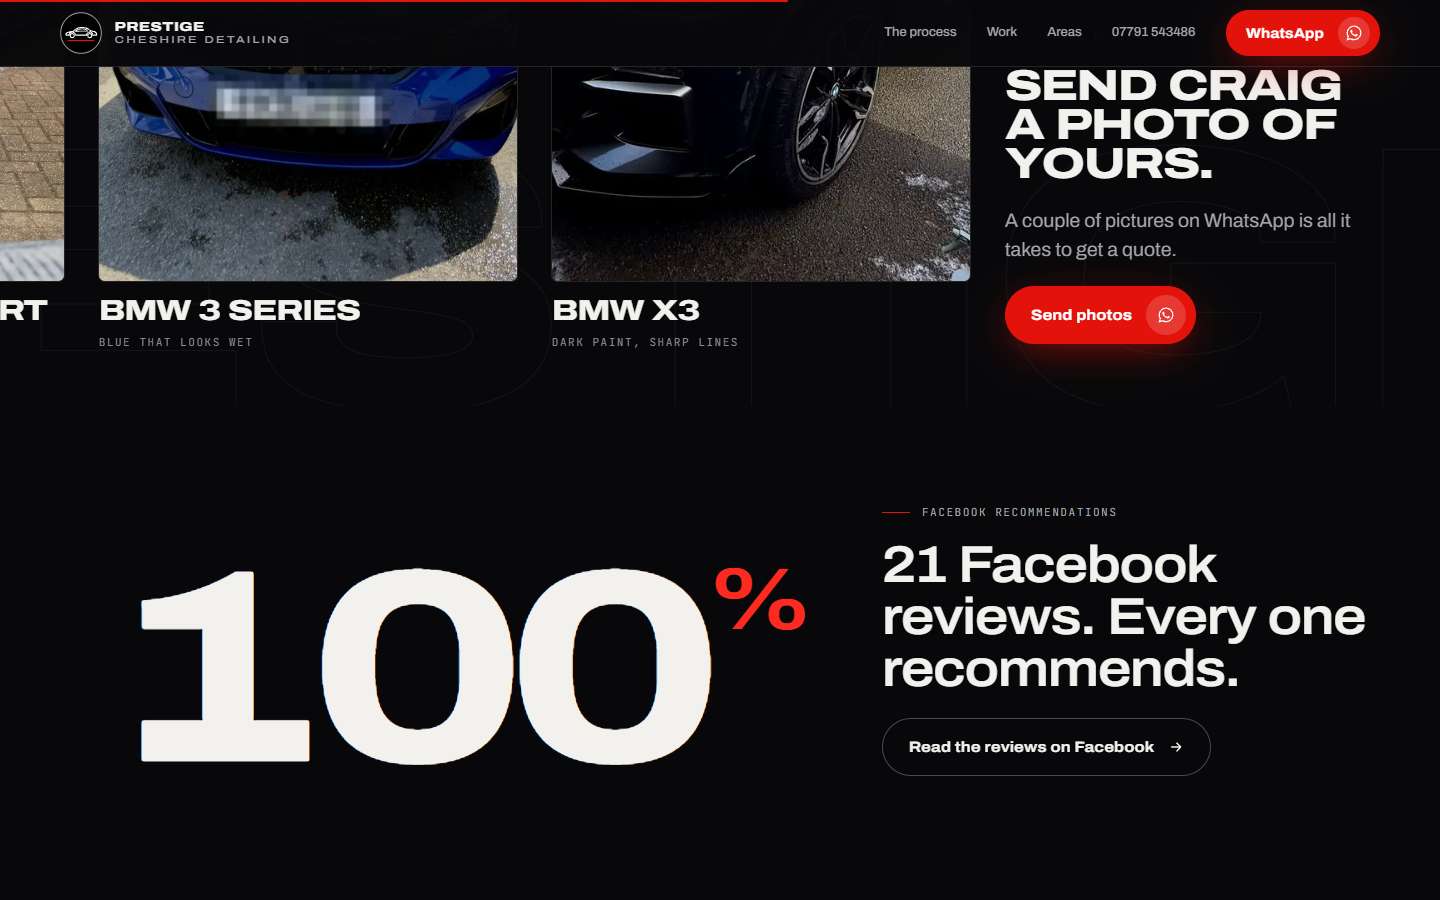 PRESTIGE
CHESHIRE DETAILING
The process
Work
Areas
07791 543486
WhatsApp
SEND CRAIG
A PHOTO OF
YOURS.
A couple of pictures on WhatsApp is all it
takes to get a quote.
Send photos
RT
BMW 3 SERIES
BLUE THAT LOOKS WET
BMW X3
DARK PAINT, SHARP LINES
100%
FACEBOOK RECOMMENDATIONS
21 Facebook
reviews. Every one
recommends.
Read the reviews on Facebook